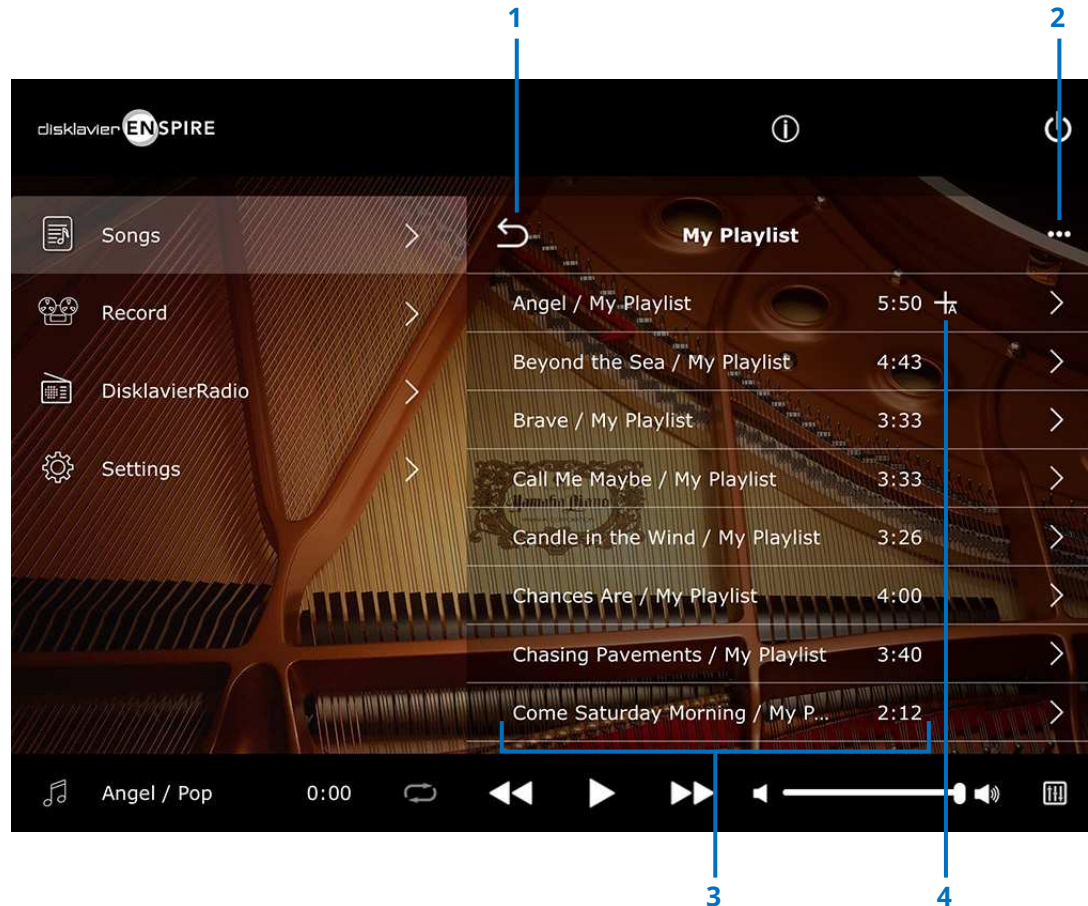 1 2
disklavier ENSPIRE
Songs
Record
DisklavierRadio
Settings
My Playlist
Angel / My Playlist 5:50 A
Beyond the Sea / My Playlist 4:43
Brave / My Playlist 3:33
Call Me Maybe / My Playlist 3:33
Candle in the Wind / My Playlist 3:26
Chances Are / My Playlist 4:00
Chasing Pavements / My Playlist 3:40
Come Saturday Morning / My P... 2:12
Yamaha Piano
Angel / Pop 0:00
3 4